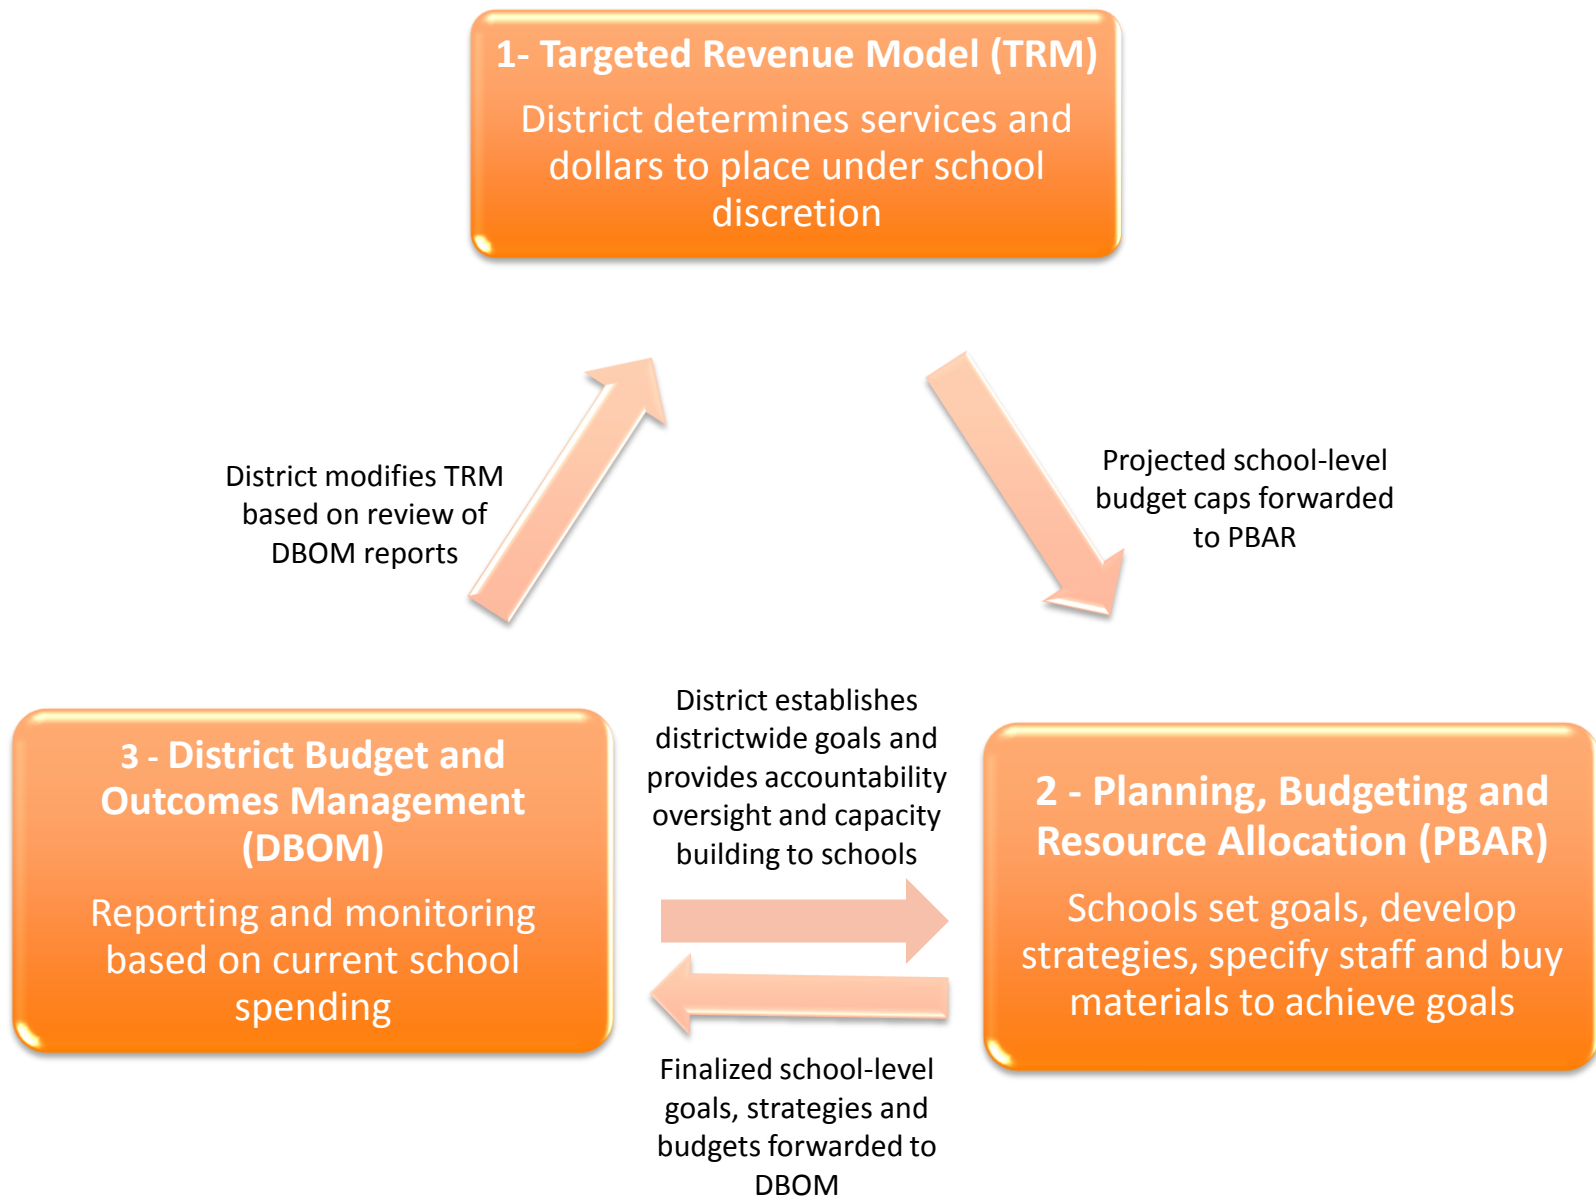 1- Targeted Revenue Model (TRM)
District determines services and
dollars to place under school
discretion
District modifies TRM
based on review of
DBOM reports
Projected school-level
budget caps forwarded
to PBAR
3 - District Budget and
Outcomes Management
(DBOM)
Reporting and monitoring
based on current school
spending
District establishes
districtwide goals and
provides accountability
oversight and capacity
building to schools
2 - Planning, Budgeting and
Resource Allocation (PBAR)
Schools set goals, develop
strategies, specify staff and buy
materials to achieve goals
Finalized school-level
goals, strategies and
budgets forwarded to
DBOM